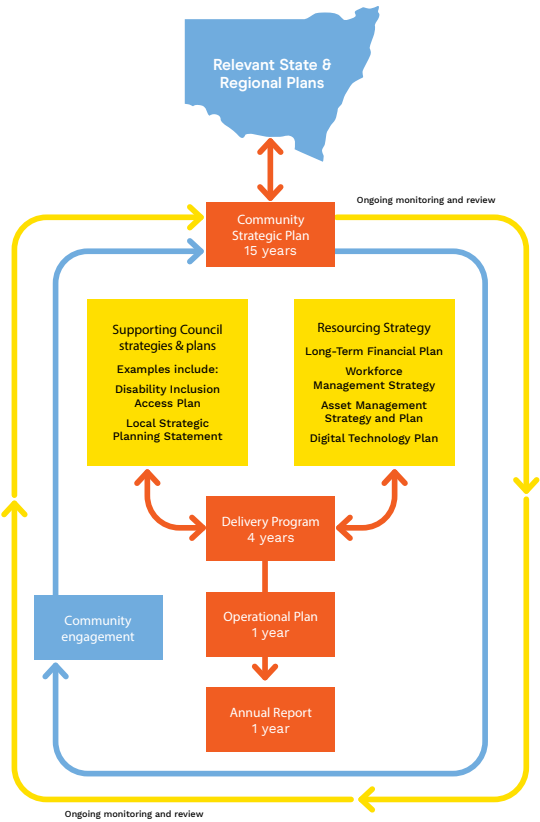 Relevant State &
Regional Plans
Ongoing monitoring and review
Community
Strategic Plan
15 years
Supporting Council
strategies & plans
Examples include:
Disability Inclusion
Access Plan
Local Strategic
Planning Statement
Resourcing Strategy
Long-Term Financial Plan
Workforce
Management Strategy
Asset Management
Strategy and Plan
Digital Technology Plan
Delivery Program
4 years
Community
engagement
Operational Plan
1 year
Annual Report
1 year
Ongoing monitoring and review